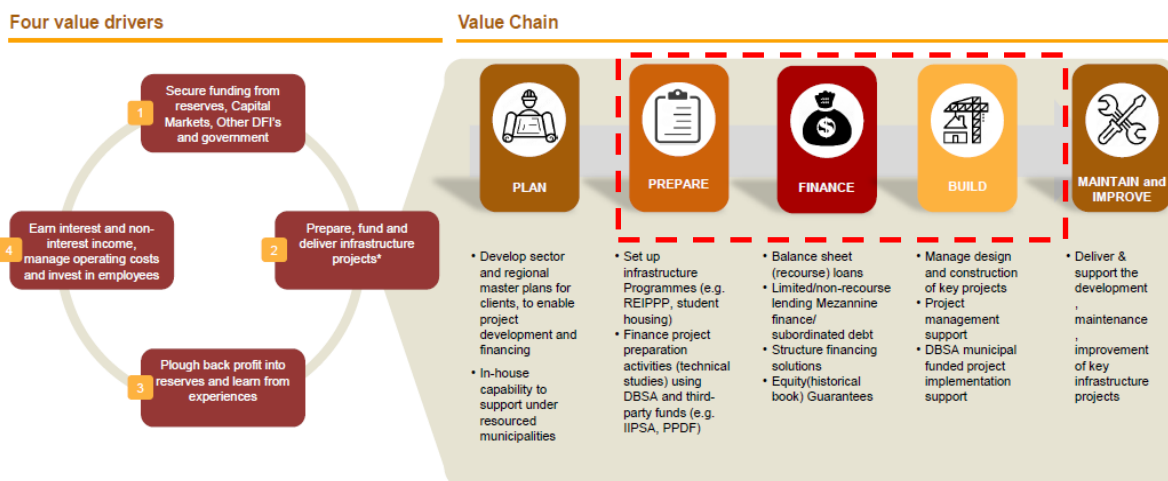 Four value drivers
Value Chain
1
Secure funding from
reserves, Capital
Markets, Other DFI's
and government
2
Prepare, fund and
deliver infrastructure
projects*
3
Plough back profit into
reserves and learn from
experiences
4
Earn interest and non-
interest income,
manage operating costs
and invest in employees
PLAN
• Develop sector
and regional
master plans for
clients, to enable
project
development and
financing
• In-house
capability to
support under
resourced
municipalities
PREPARE
• Set up
infrastructure
Programmes (e.g.
REIPPP, student
housing)
• Finance project
preparation
activities (technical
studies) using
DBSA and third-
party funds (e.g.
IIPSA, PPDF)
$
FINANCE
• Balance sheet
(recourse) loans
• Limited/non-recourse
lending Mezannine
finance/
subordinated debt
• Structure financing
solutions
• Equity(historical
book) Guarantees
BUILD
• Manage design
and construction
of key projects
• Project
management
support
• DBSA municipal
funded project
implementation
support
MAINTAIN and
IMPROVE
• Deliver &
support the
development
,
maintenance
,
improvement
of key
infrastructure
projects